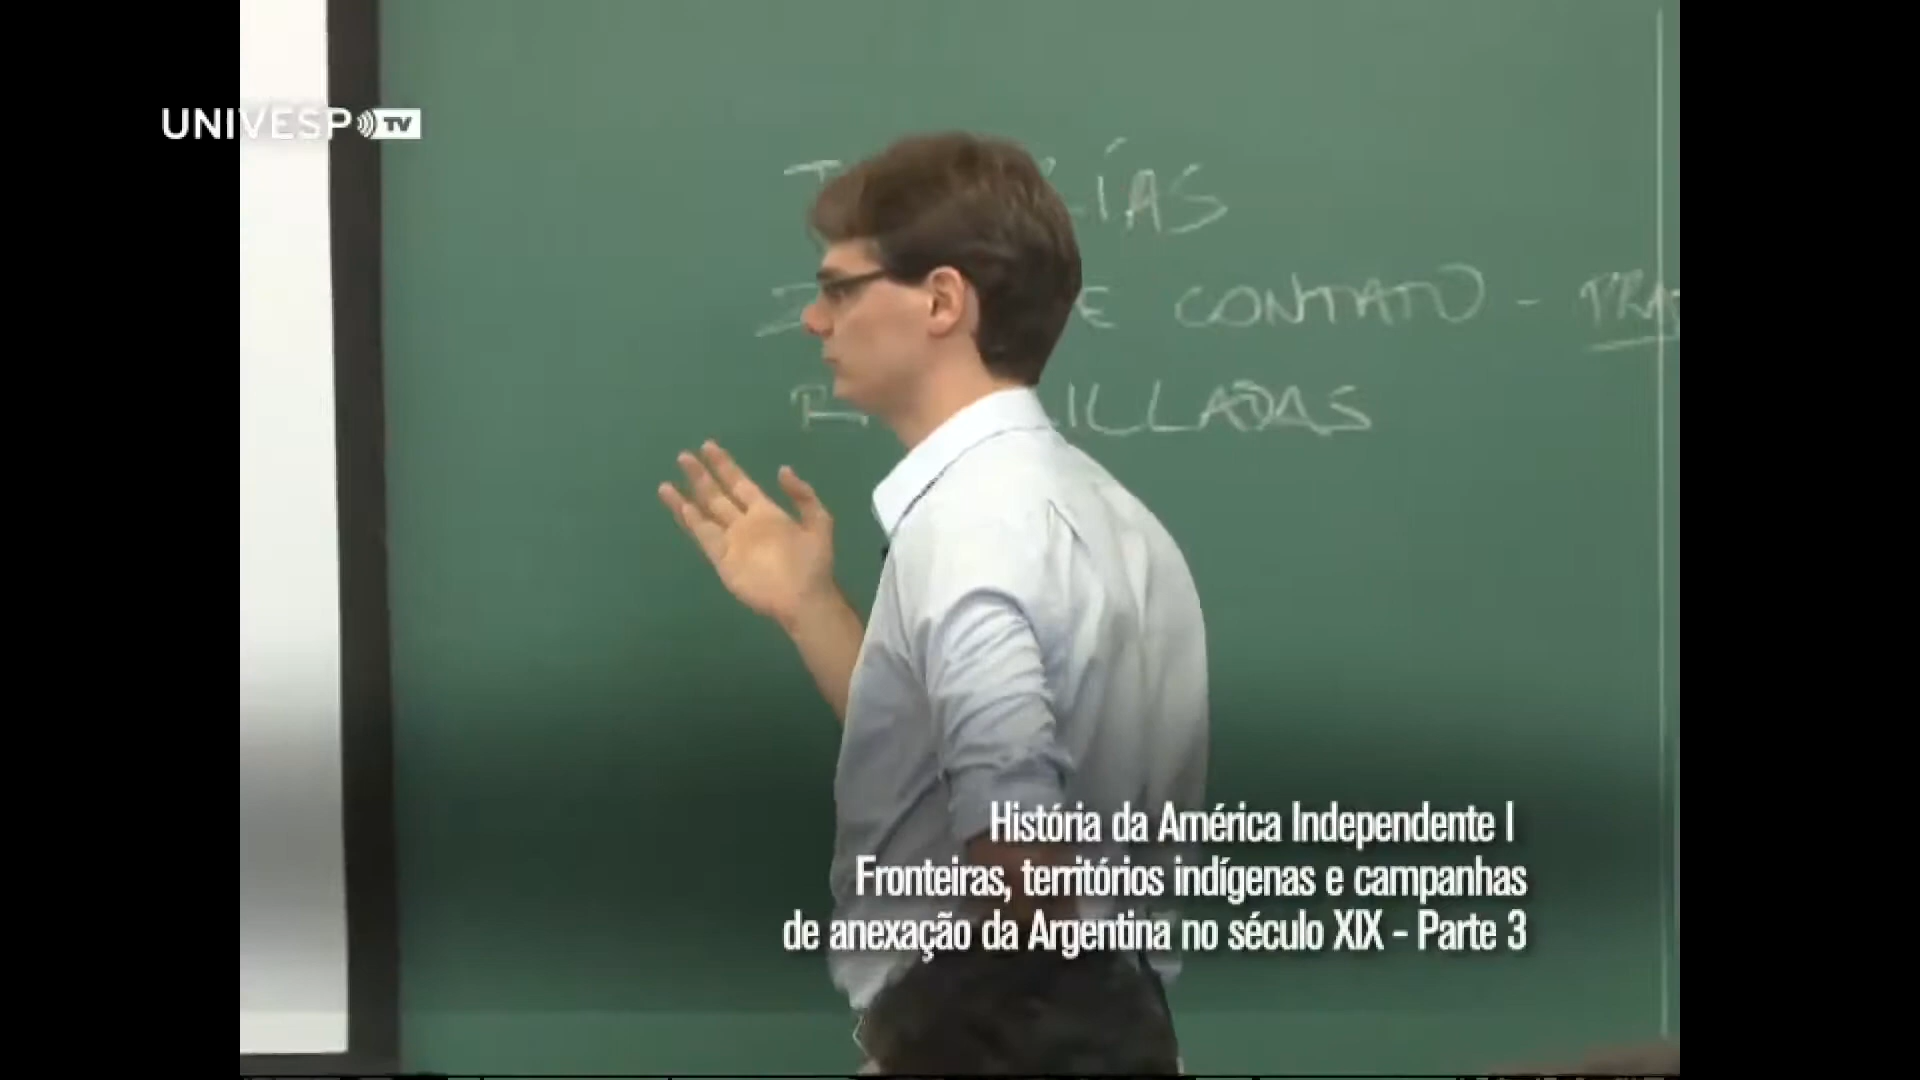 UNIVESP TV
ÍAS
E CONTATO - PRAS
ILLADAS
História da América Independente I
Fronteiras, territórios indígenas e campanhas
de anexação da Argentina no século XIX - Parte 3